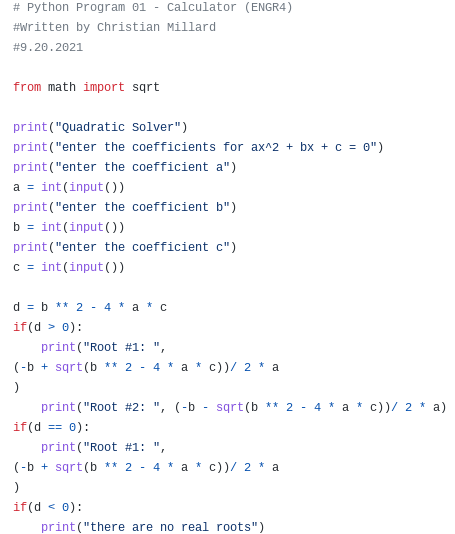 # Python Program 01 - Calculator (ENGR4)
#Written by Christian Millard
#9.20.2021

from math import sqrt

print("Quadratic Solver")
print("enter the coefficients for ax^2 + bx + c = 0")
print("enter the coefficient a")
a = int(input())
print("enter the coefficient b")
b = int(input())
print("enter the coefficient c")
c = int(input())

d = b ** 2 - 4 * a * c
if(d > 0):
    print("Root #1: ",
(-b + sqrt(b ** 2 - 4 * a * c))/ 2 * a
)
    print("Root #2: ", (-b - sqrt(b ** 2 - 4 * a * c))/ 2 * a)
if(d == 0):
    print("Root #1: ",
(-b + sqrt(b ** 2 - 4 * a * c))/ 2 * a
)
if(d < 0):
    print("there are no real roots")